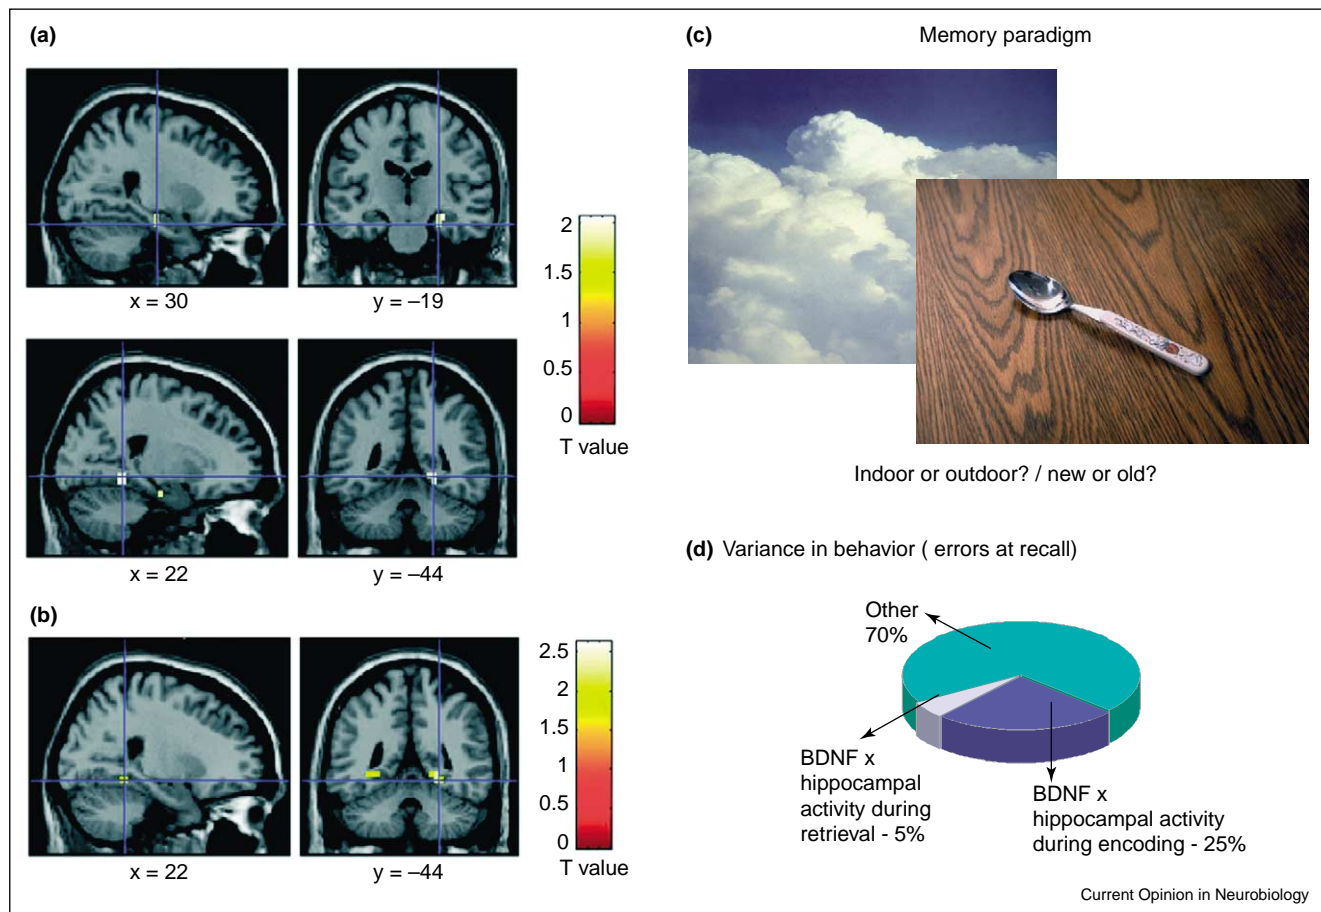 (a)
x = 30
y = –19
2
1.5
1
0.5
0
T value
x = 22
y = –44
(b)
2.5
2
1.5
1
0.5
0
T value
x = 22
y = –44
(c)
Memory paradigm
Indoor or outdoor? / new or old?
(d) Variance in behavior ( errors at recall)
Other
70%
BDNF x
hippocampal
activity during
retrieval - 5%
BDNF x
hippocampal activity
during encoding - 25%
Current Opinion in Neurobiology